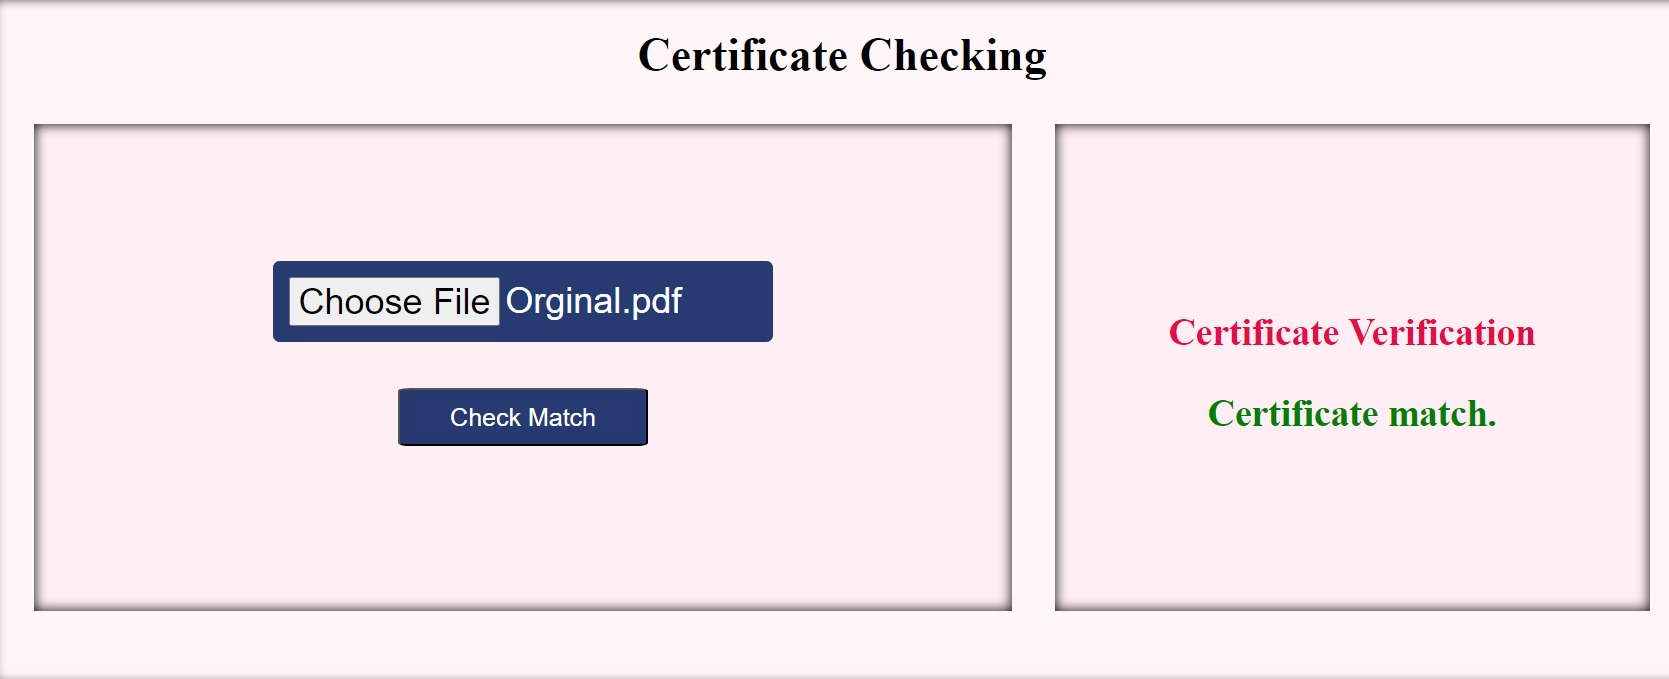 Certificate Checking
Choose File Orginal.pdf
Check Match
Certificate Verification
Certificate match.